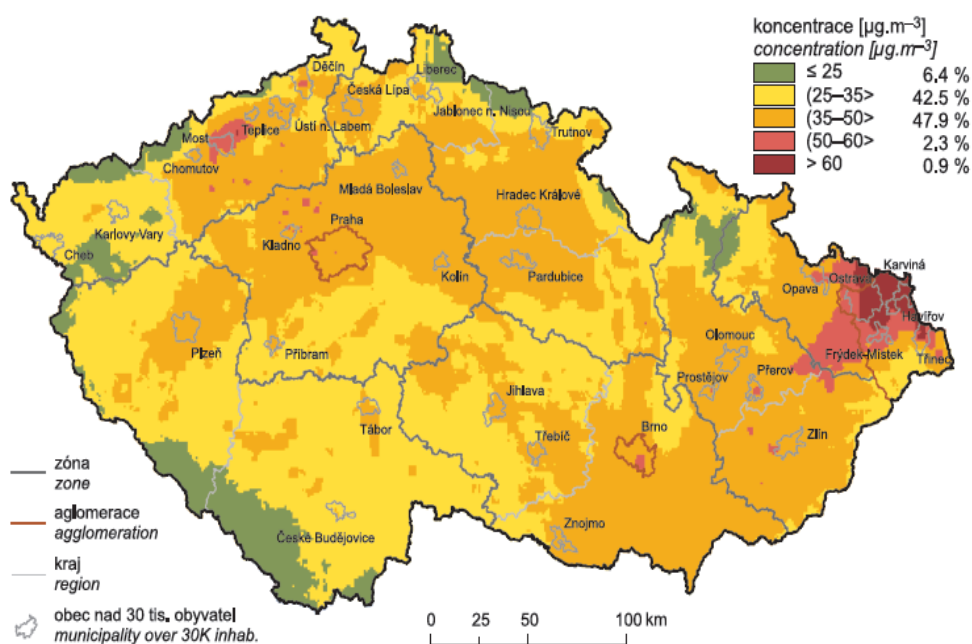 koncentrace [µg.m–3]
concentration [µg.m–3]
≤ 25 6.4 %
(25–35> 42.5 %
(35–50> 47.9 %
(50–60> 2.3 %
> 60 0.9 %
Děčín
Liberec
Česká Lípa
Teplice
Ústí n. Labem
Jablonec n. Nisou
Most
Trutnov
Chomutov
Mladá Boleslav
Hradec Králové
Karlovy Vary
Praha
Kladno
Cheb
Kolín
Pardubice
Karviná
Opava
Ostrava
Havířov
Plzeň
Příbram
Olomouc
Frýdek-Místek
Třinec
Prostějov
Přerov
Jihlava
Tábor
Třebíč
Brno
Zlín
zóna
zone
aglomerace
agglomeration
Znojmo
České Budějovice
kraj
region
obec nad 30 tis. obyvatel
municipality over 30K inhab.
0 25 50 100 km